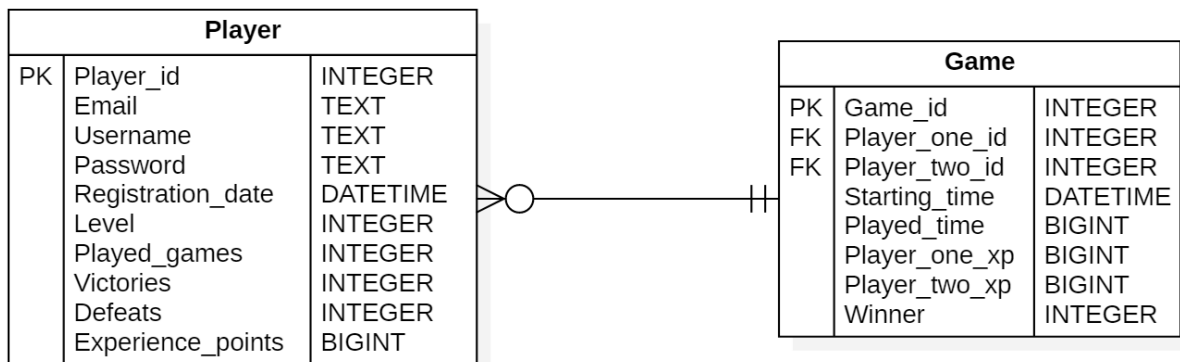 Player
PK Player_id INTEGER
Email TEXT
Username TEXT
Password TEXT
Registration_date DATETIME
Level INTEGER
Played_games INTEGER
Victories INTEGER
Defeats INTEGER
Experience_points BIGINT
Game
PK Game_id INTEGER
FK Player_one_id INTEGER
FK Player_two_id INTEGER
Starting_time DATETIME
Played_time BIGINT
Player_one_xp BIGINT
Player_two_xp BIGINT
Winner INTEGER